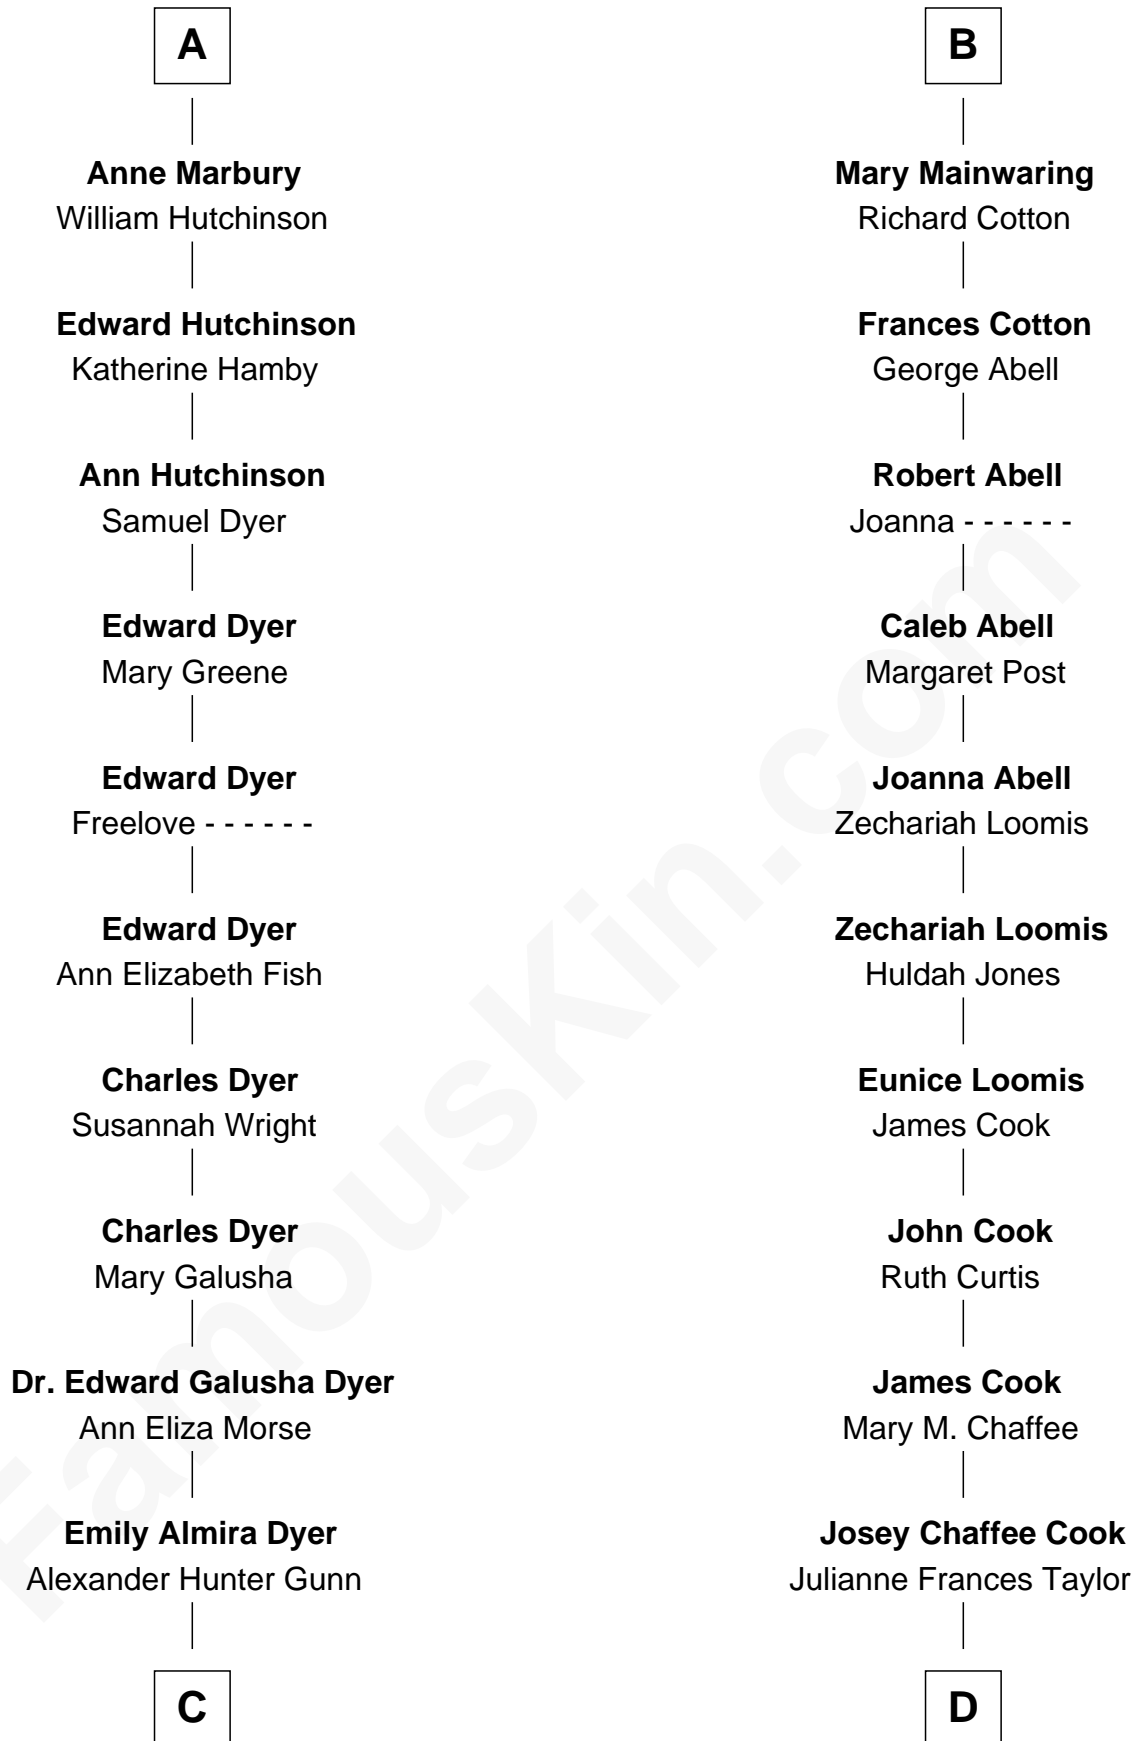 A
Anne Marbury
William Hutchinson
Edward Hutchinson
Katherine Hamby
Ann Hutchinson
Samuel Dyer
Edward Dyer
Mary Greene
Edward Dyer
Freelove - - - - - -
Edward Dyer
Ann Elizabeth Fish
Charles Dyer
Susannah Wright
Charles Dyer
Mary Galusha
Dr. Edward Galusha Dyer
Ann Eliza Morse
Emily Almira Dyer
Alexander Hunter Gunn
C
B
Mary Mainwaring
Richard Cotton
Frances Cotton
George Abell
Robert Abell
Joanna - - - - - -
Caleb Abell
Margaret Post
Joanna Abell
Zechariah Loomis
Zechariah Loomis
Huldah Jones
Eunice Loomis
James Cook
John Cook
Ruth Curtis
James Cook
Mary M. Chaffee
Josey Chaffee Cook
Julianne Frances Taylor
D
FamousKin.com